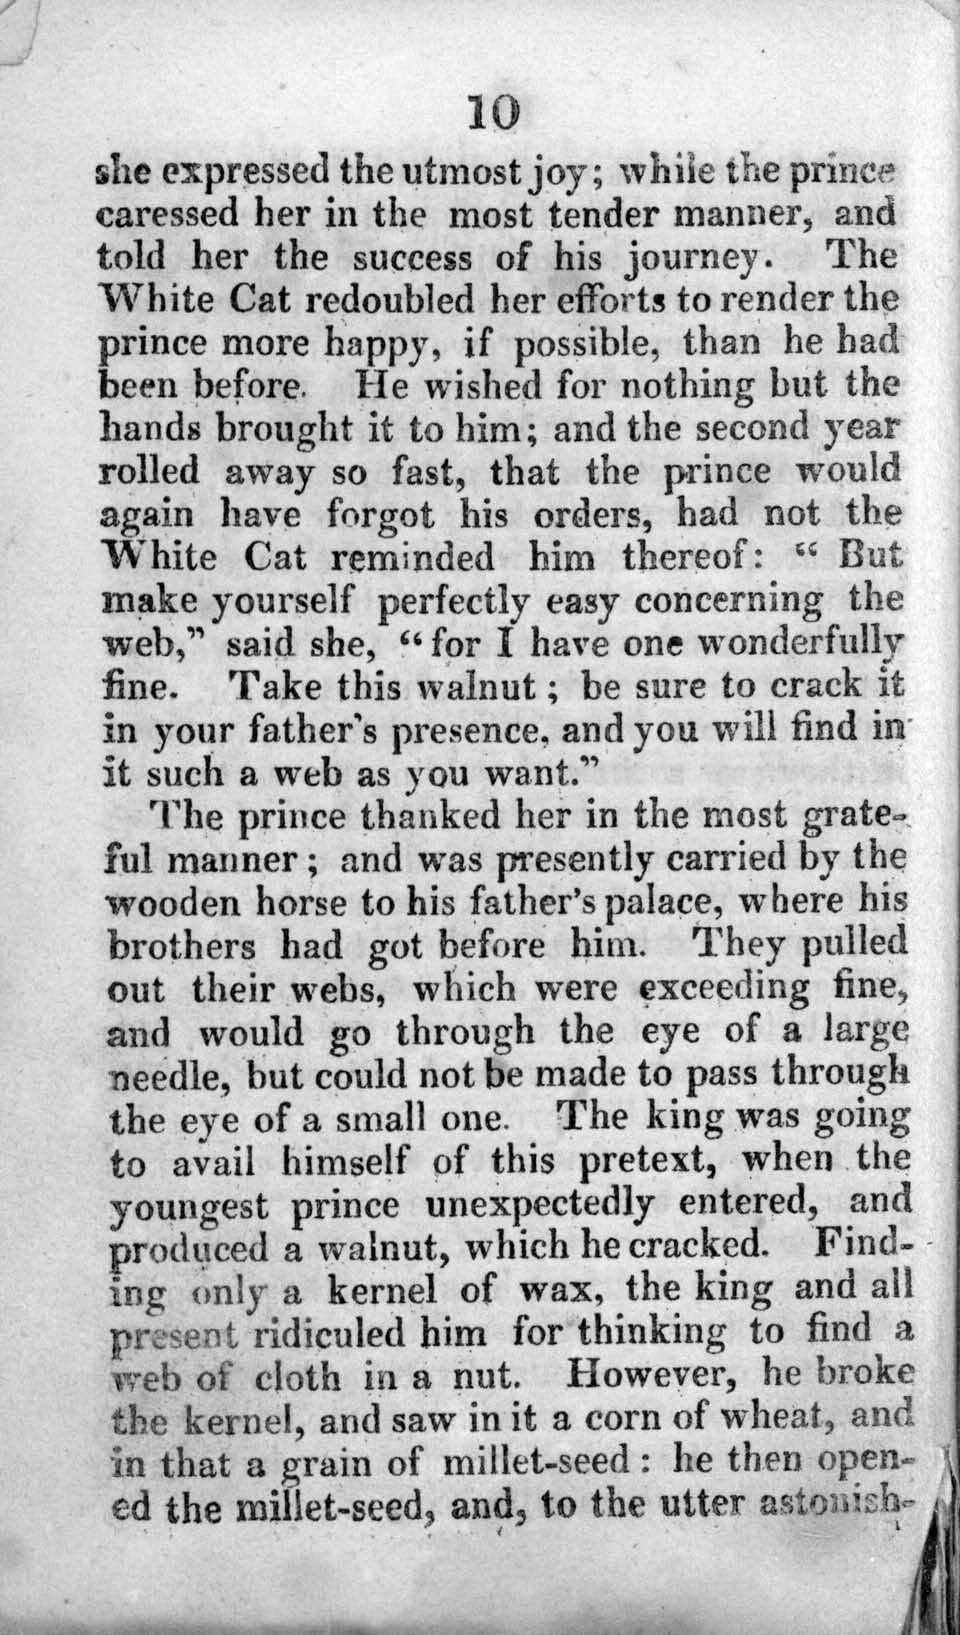 10
she expressed the utmost joy; while the prince
caressed her in the most tender manner, and
told her the success of his journey. The
White Cat redoubled her efforts to render the
prince more happy, if possible, than he had
been before. He wished for nothing but the
hands brought it to him; and the second year
rolled away so fast, that the prince would
again have forgot his orders, had not the
White Cat reminded him thereof: “ But
make yourself perfectly easy concerning the
web,” said she, “for I have one wonderfully
fine. Take this walnut; be sure to crack it
in your father's presence, and you will find in
it such a web as you want.”
The prince thanked her in the most grate-
ful manner; and was presently carried by the
wooden horse to his father's palace, where his
brothers had got before him. They pulled
out their webs, which were exceeding fine,
and would go through the eye of a large
needle, but could not be made to pass through
the eye of a small one. The king was going
to avail himself of this pretext, when the
youngest prince unexpectedly entered, and
produced a walnut, which he cracked. Find-
ing only a kernel of wax, the king and all
present ridiculed him for thinking to find a
web of cloth in a nut. However, he broke
the kernel, and saw in it a corn of wheat, and
in that a grain of millet-seed: he then open-
ed the millet-seed, and, to the utter astonish-